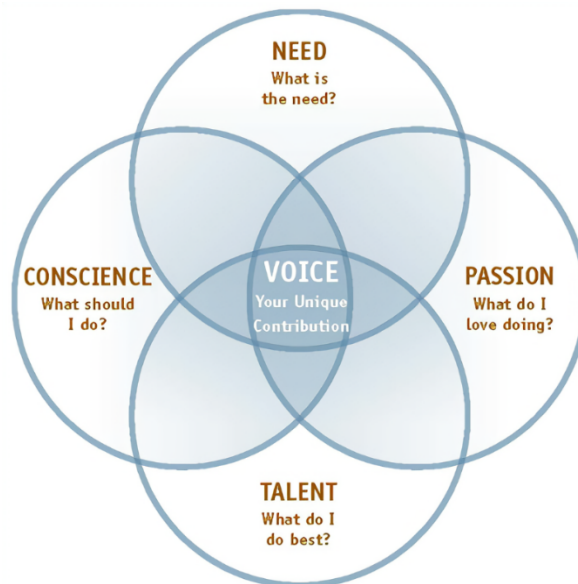 NEED
What is
the need?
CONSCIENCE
What should
I do?
VOICE
Your Unique
Contribution
PASSION
What do I
love doing?
TALENT
What do I
do best?